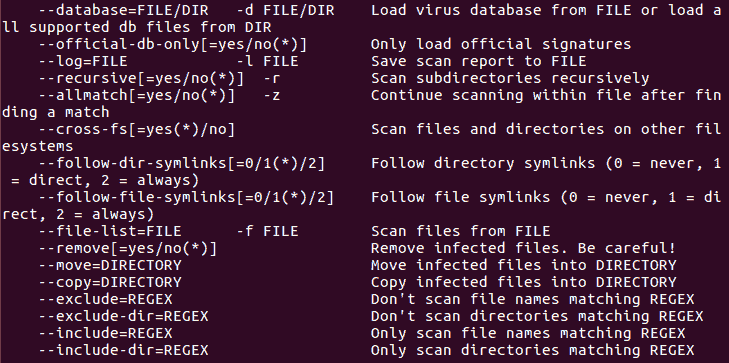 --database=FILE/DIR   -d FILE/DIR    Load virus database from FILE or load a
ll supported db files from DIR
    --official-db-only[=yes/no(*)]       Only load official signatures
    --log=FILE            -l FILE        Save scan report to FILE
    --recursive[=yes/no(*)]  -r          Scan subdirectories recursively
    --allmatch[=yes/no(*)]   -z          Continue scanning within file after fin
ding a match
    --cross-fs[=yes(*)/no]               Scan files and directories on other fil
esystems
    --follow-dir-symlinks[=0/1(*)/2]     Follow directory symlinks (0 = never, 1
 = direct, 2 = always)
    --follow-file-symlinks[=0/1(*)/2]    Follow file symlinks (0 = never, 1 = di
rect, 2 = always)
    --file-list=FILE      -f FILE        Scan files from FILE
    --remove[=yes/no(*)]                 Remove infected files. Be careful!
    --move=DIRECTORY                     Move infected files into DIRECTORY
    --copy=DIRECTORY                     Copy infected files into DIRECTORY
    --exclude=REGEX                      Don't scan file names matching REGEX
    --exclude-dir=REGEX                  Don't scan directories matching REGEX
    --include=REGEX                      Only scan file names matching REGEX
    --include-dir=REGEX                  Only scan directories matching REGEX